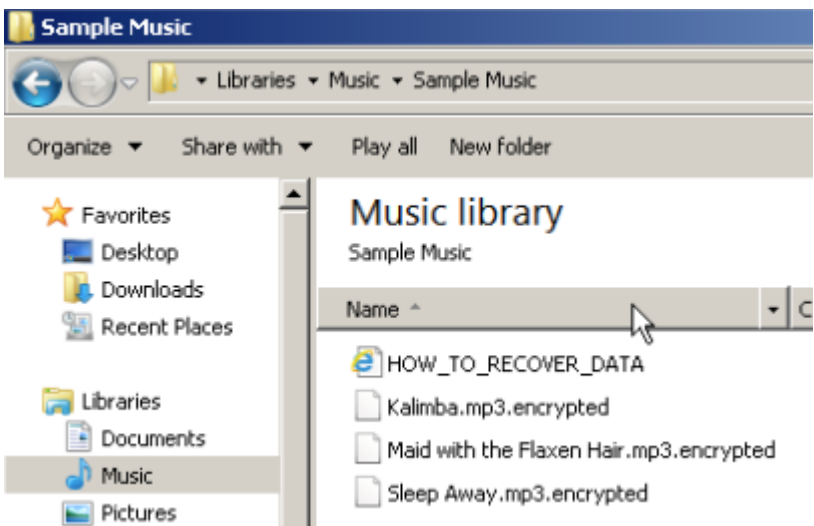 Sample Music
Libraries Music Sample Music
Organize Share with Play all New folder
Favorites
Desktop
Downloads
Recent Places
Libraries
Documents
Music
Pictures
Music library
Sample Music
Name C
HOW_TO_RECOVER_DATA
Kalimba.mp3.encrypted
Maid with the Flaxen Hair.mp3.encrypted
Sleep Away.mp3.encrypted